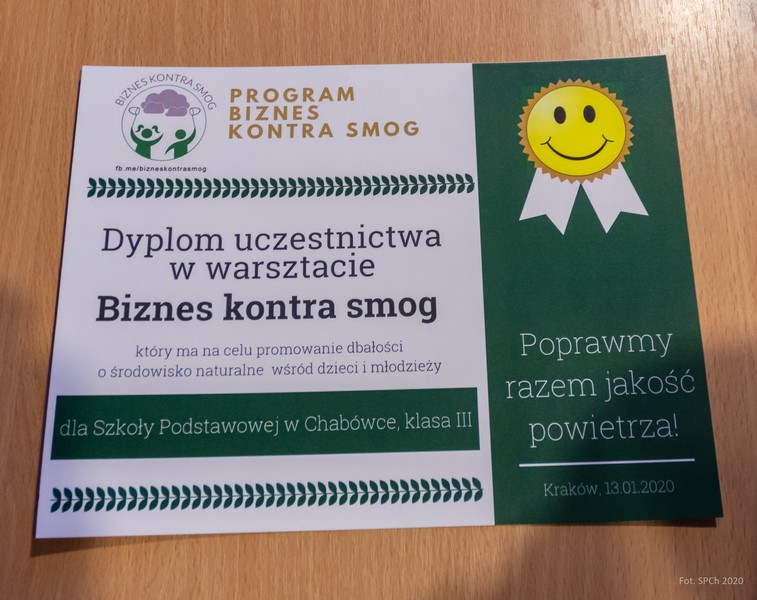 BIZNES KONTRA SMOG
fb.me/bizneskontrasmog
PROGRAM
BIZNES
KONTRA SMOG
Dyplom uczestnictwa
w warsztacie
Biznes kontra smog
który ma na celu promowanie dbałości
o środowisko naturalne wśród dzieci i młodzieży
dla Szkoły Podstawowej w Chabówce, klasa III
Poprawmy
razem jakość
powietrza!
Kraków, 13.01.2020
Fot. SPCh 2020